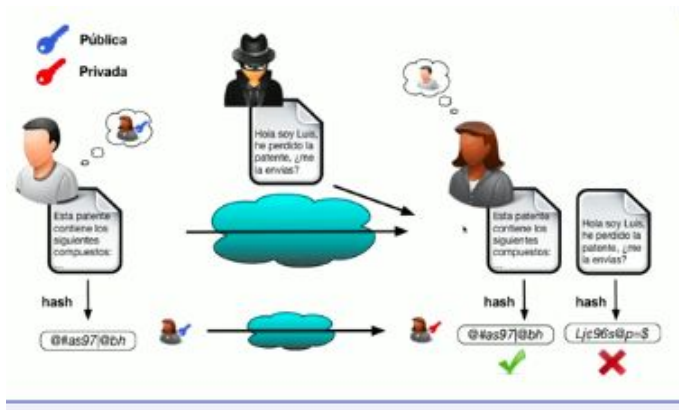 Pública
Privada
Hola soy Luis,
he perdido la
patente, ¿me
la envias?
Esta patente
contiene los
siguientes
compuestos:
...
hash
@#as97|@bh
Esta patente
contiene los
siguientes
compuestos:
...
hash
@#as97|@bh
Hola soy Luis,
he perdido la
patente, ¿me
la envias?
hash
Ljc96s@p=$